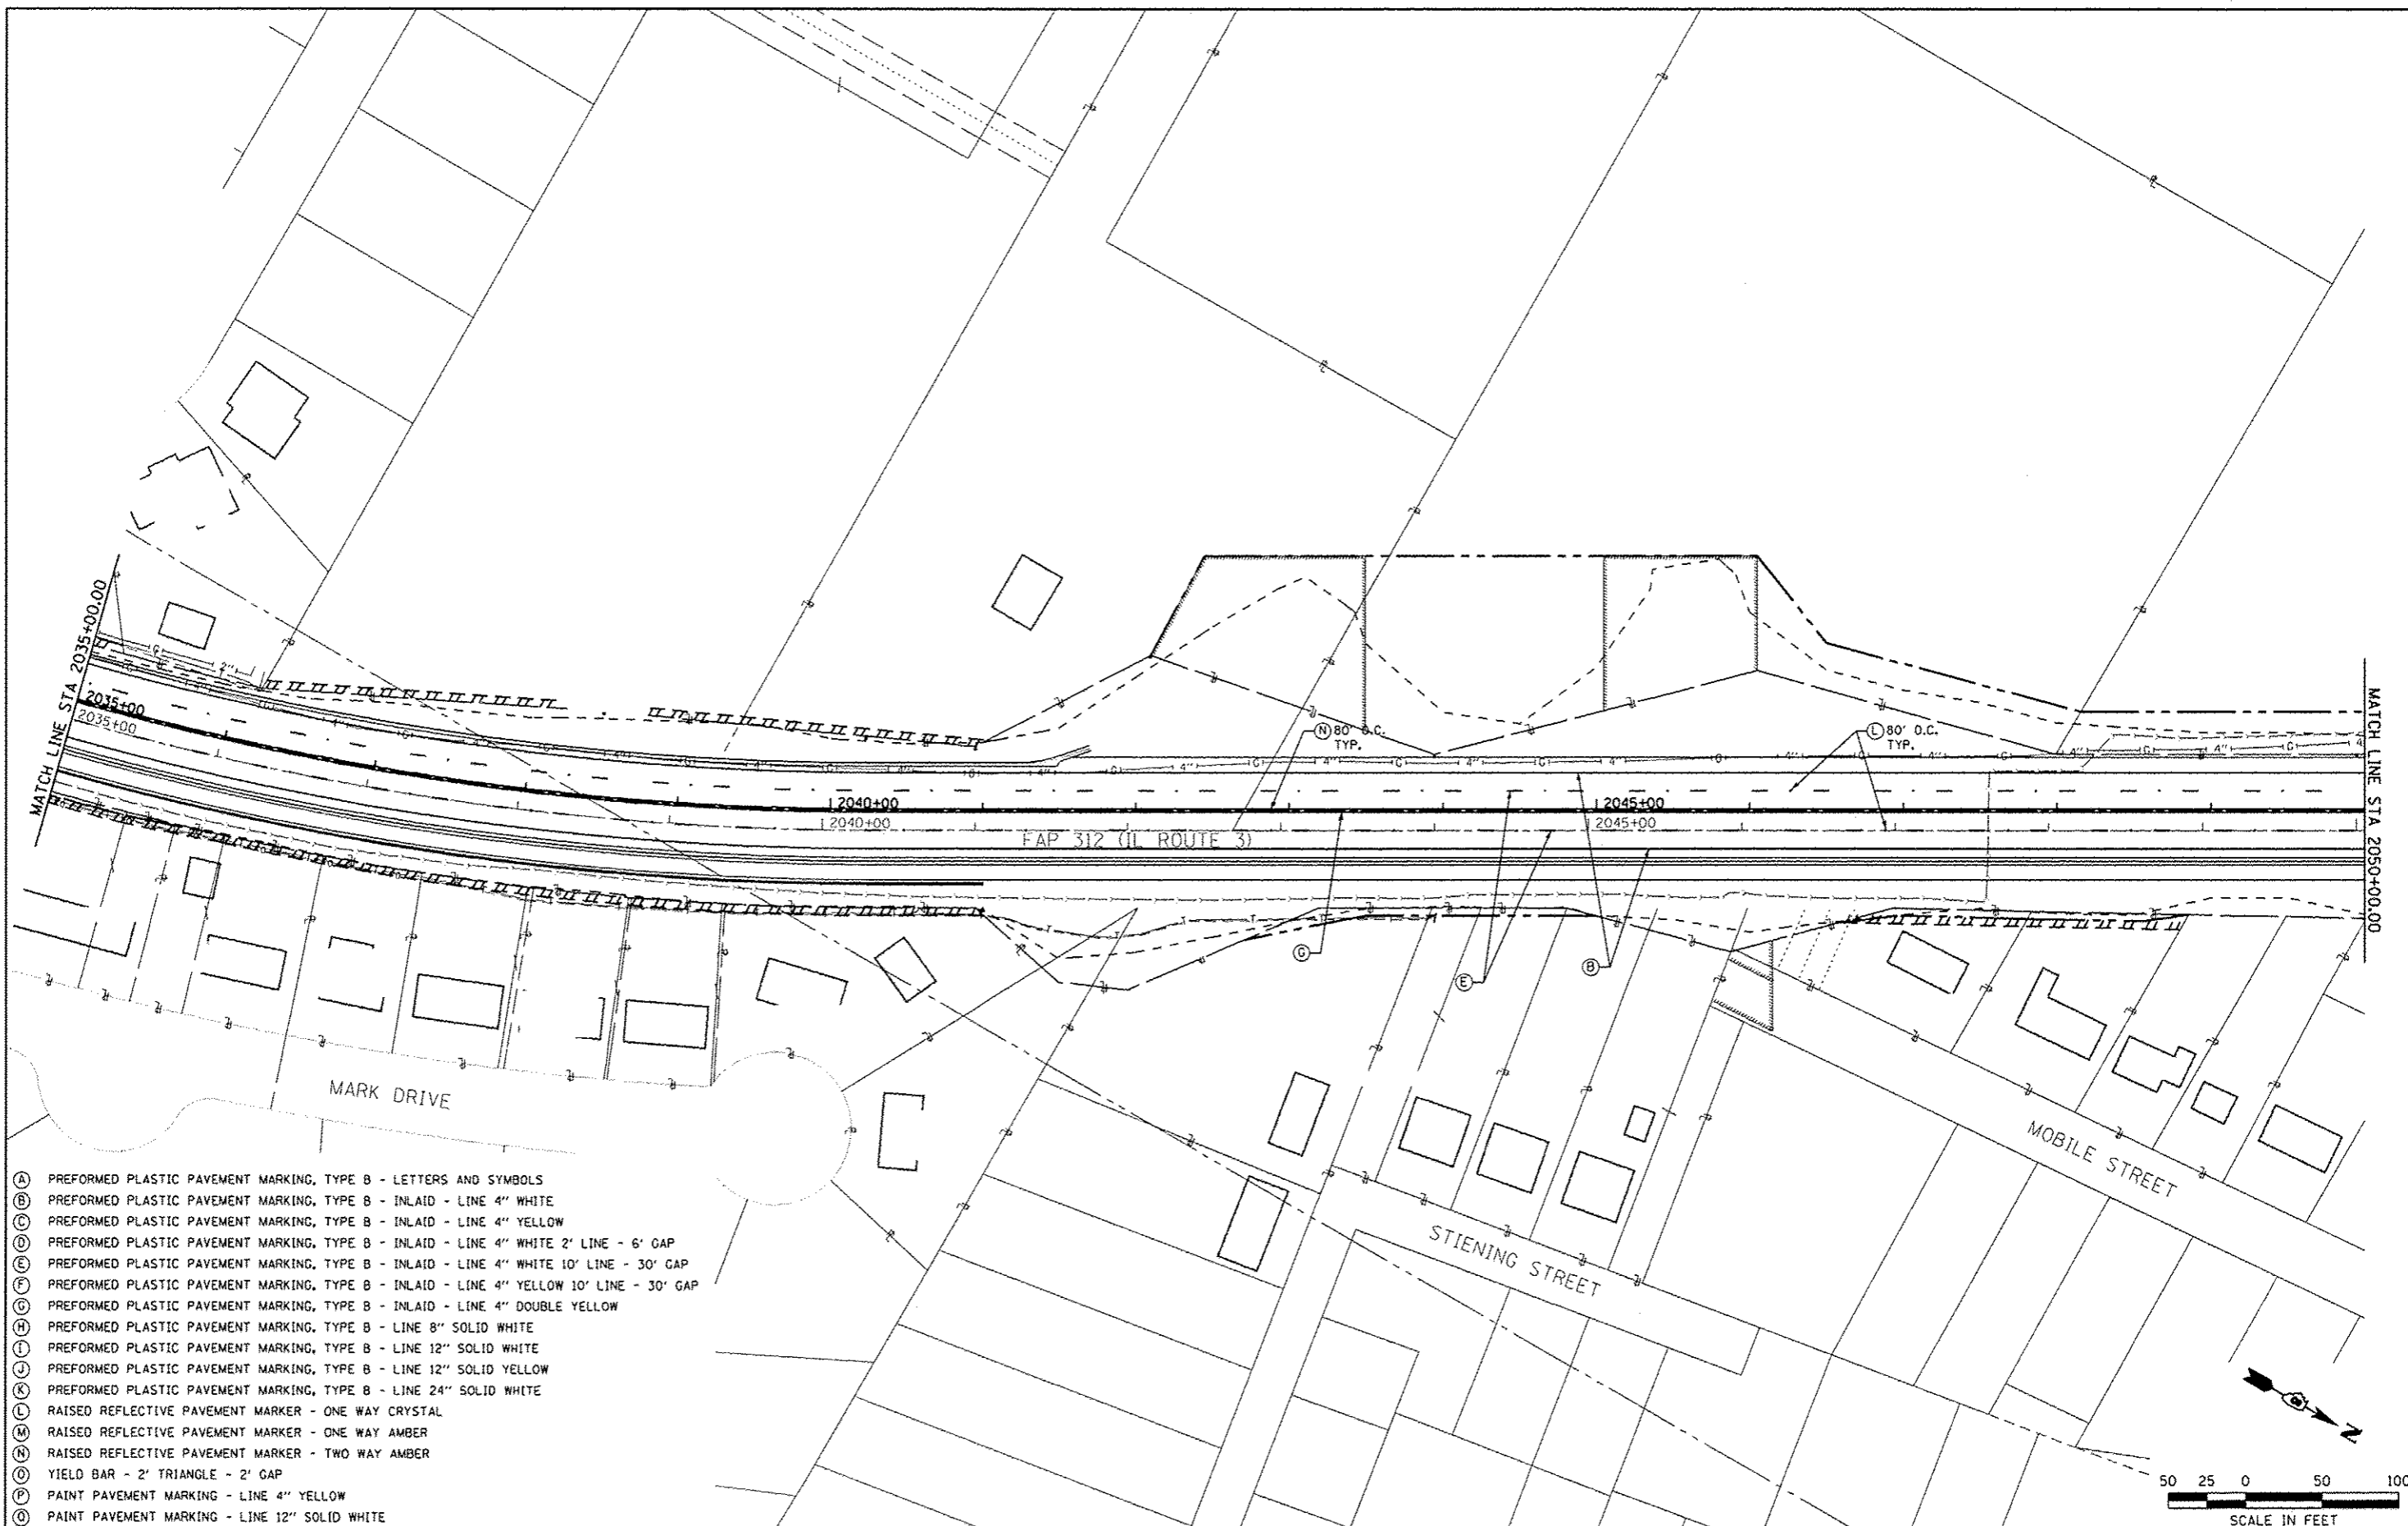 MATCH LINE STA 2035+00.00
2035+00
2035+00
2"
4"
N 80' O.C.
TYP.
L 80' O.C.
TYP.
MATCH LINE STA 2050+00.00
2040+00
2040+00
2045+00
2045+00
FAP 312 (IL ROUTE 3)
G
E
B
MARK DRIVE
MOBILE STREET
STIENING STREET
A PREFORMED PLASTIC PAVEMENT MARKING, TYPE B - LETTERS AND SYMBOLS
B PREFORMED PLASTIC PAVEMENT MARKING, TYPE B - INLAID - LINE 4" WHITE
C PREFORMED PLASTIC PAVEMENT MARKING, TYPE B - INLAID - LINE 4" YELLOW
D PREFORMED PLASTIC PAVEMENT MARKING, TYPE B - INLAID - LINE 4" WHITE 2' LINE - 6' GAP
E PREFORMED PLASTIC PAVEMENT MARKING, TYPE B - INLAID - LINE 4" WHITE 10' LINE - 30' GAP
F PREFORMED PLASTIC PAVEMENT MARKING, TYPE B - INLAID - LINE 4" YELLOW 10' LINE - 30' GAP
G PREFORMED PLASTIC PAVEMENT MARKING, TYPE B - INLAID - LINE 4" DOUBLE YELLOW
H PREFORMED PLASTIC PAVEMENT MARKING, TYPE B - LINE 8" SOLID WHITE
I PREFORMED PLASTIC PAVEMENT MARKING, TYPE B - LINE 12" SOLID WHITE
J PREFORMED PLASTIC PAVEMENT MARKING, TYPE B - LINE 12" SOLID YELLOW
K PREFORMED PLASTIC PAVEMENT MARKING, TYPE B - LINE 24" SOLID WHITE
L RAISED REFLECTIVE PAVEMENT MARKER - ONE WAY CRYSTAL
M RAISED REFLECTIVE PAVEMENT MARKER - ONE WAY AMBER
N RAISED REFLECTIVE PAVEMENT MARKER - TWO WAY AMBER
O YIELD BAR - 2' TRIANGLE - 2' GAP
P PAINT PAVEMENT MARKING - LINE 4" YELLOW
Q PAINT PAVEMENT MARKING - LINE 12" SOLID WHITE
N
50 25 0 50 100
SCALE IN FEET